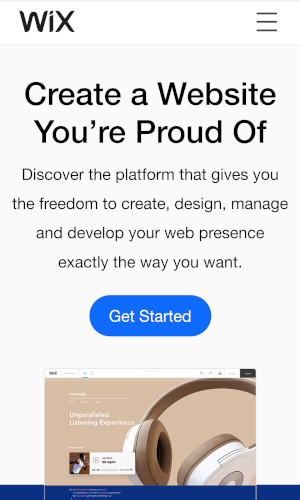 WiX
Create a Website
You're Proud Of
Discover the platform that gives you
the freedom to create, design, manage
and develop your web presence
exactly the way you want.
Get Started
WiX
Unparalleled
Listening Experience